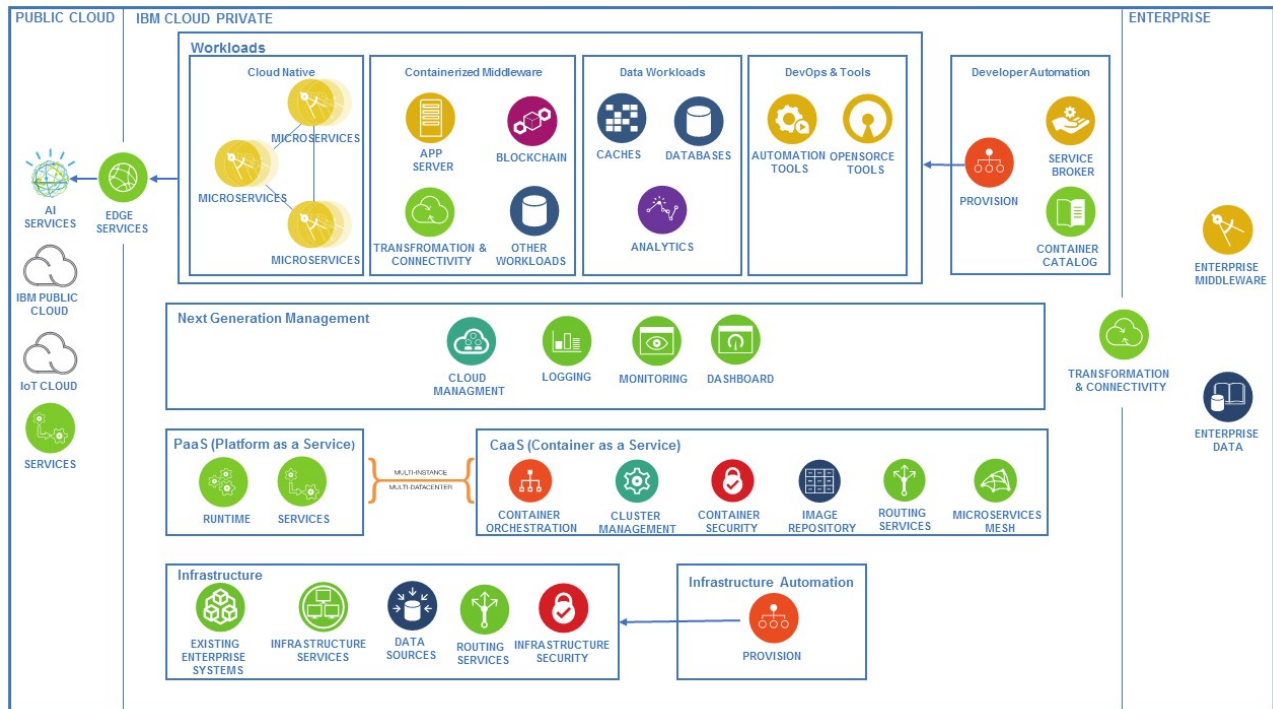 PUBLIC CLOUD
IBM CLOUD PRIVATE
ENTERPRISE
Workloads
Cloud Native
MICROSERVICES
MICROSERVICES
MICROSERVICES
Containerized Middleware
APP
SERVER
BLOCKCHAIN
TRANSFROMATION &
CONNECTIVITY
OTHER
WORKLOADS
Data Workloads
CACHES
DATABASES
ANALYTICS
DevOps & Tools
AUTOMATION
TOOLS
OPENSORCE
TOOLS
Developer Automation
PROVISION
SERVICE
BROKER
CONTAINER
CATALOG
AI
SERVICES
EDGE
SERVICES
IBM PUBLIC
CLOUD
IoT CLOUD
SERVICES
ENTERPRISE
MIDDLEWARE
TRANSFORMATION
& CONNECTIVITY
ENTERPRISE
DATA
Next Generation Management
CLOUD
MANAGMENT
LOGGING
MONITORING
DASHBOARD
PaaS (Platform as a Service)
RUNTIME
SERVICES
MULTI-INSTANCE
MULTI-DATACENTER
CaaS (Container as a Service)
CONTAINER
ORCHESTRATION
CLUSTER
MANAGEMENT
CONTAINER
SECURITY
IMAGE
REPOSITORY
ROUTING
SERVICES
MICROSERVICES
MESH
Infrastructure
EXISTING
ENTERPRISE
SYSTEMS
INFRASTRUCTURE
SERVICES
DATA
SOURCES
ROUTING
SERVICES
INFRASTRUCTURE
SECURITY
Infrastructure Automation
PROVISION